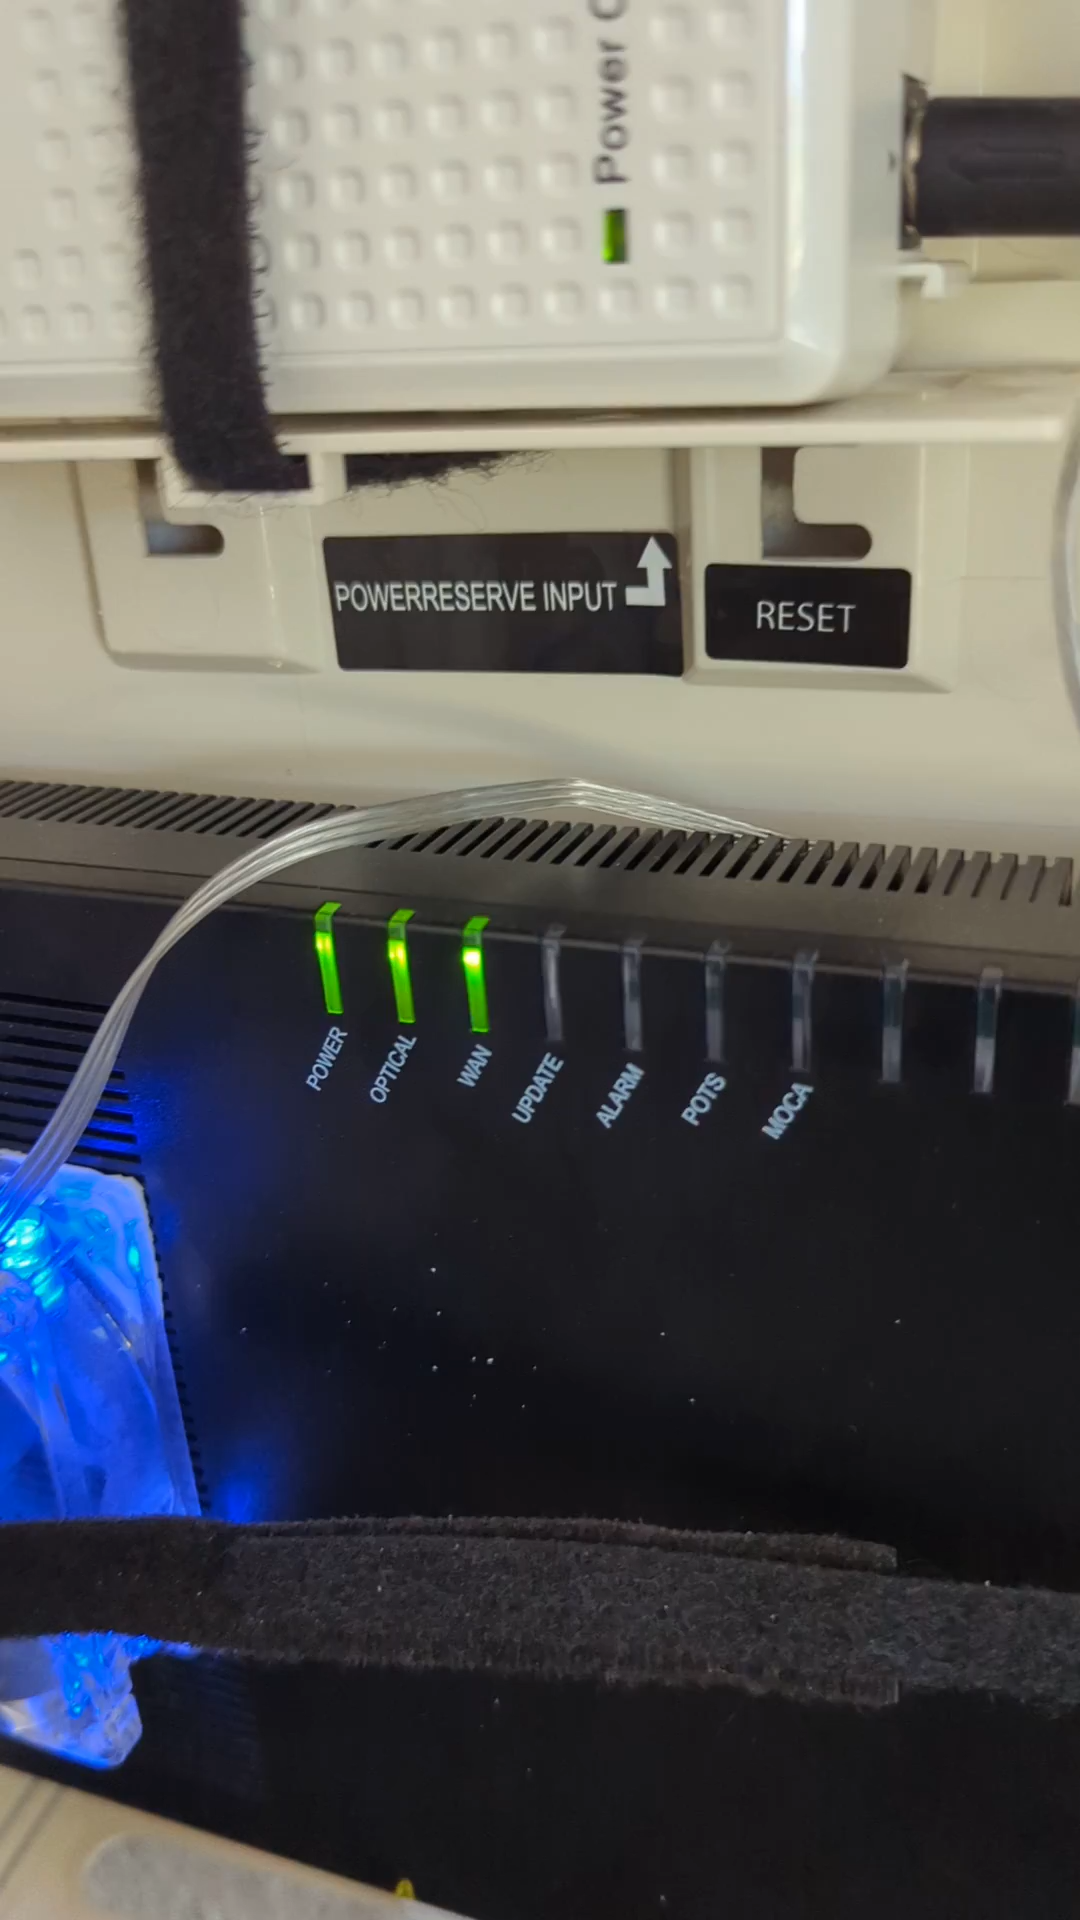 Power
POWERRESERVE INPUT
RESET
POWER
OPTICAL
WAN
UPDATE
ALARM
POTS
MOCA